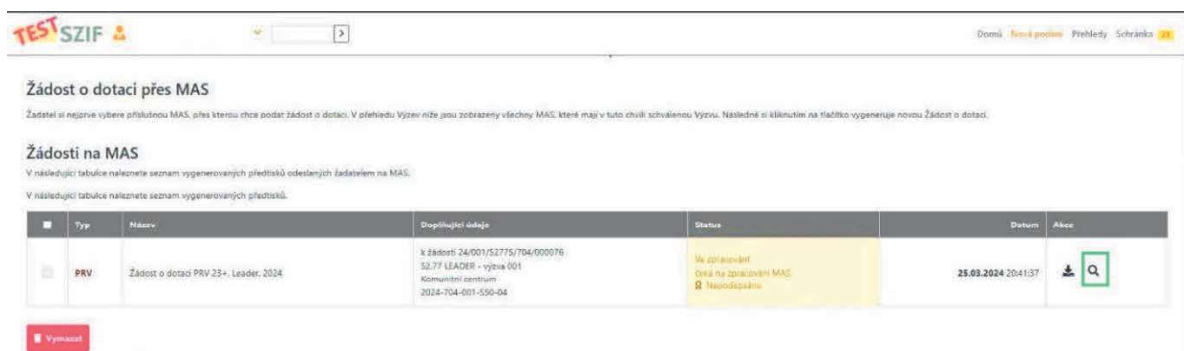 TEST SZIF
Domů Nová podání Přehledy Schránka 23
Žádost o dotaci přes MAS
Žadatel si nejprve vybere příslušnou MAS, přes kterou chce podat žádost o dotaci. V přehledu Výzev níže jsou zobrazeny všechny MAS, které mají v tuto chvíli schválenou Výzvu. Následně si kliknutím na tlačítko vygeneruje novou Žádost o dotaci.
Žádosti na MAS
V následující tabulce naleznete seznam vygenerovaných předtisků odeslaných žadatelem na MAS.
V následující tabulce naleznete seznam vygenerovaných předtisků.
Typ Název Doplňující údaje Status Datum Akce
PRV Žádost o dotaci PRV 23+, Leader, 2024
k žádosti 24/001/52775/704/000076
52.77 LEADER - výzva 001
Komunitní centrum
2024-704-001-S50-04
Ve zpracování
čeká na zpracování MAS
Nepodepsáno
25.03.2024 20:41:37
Vymazat